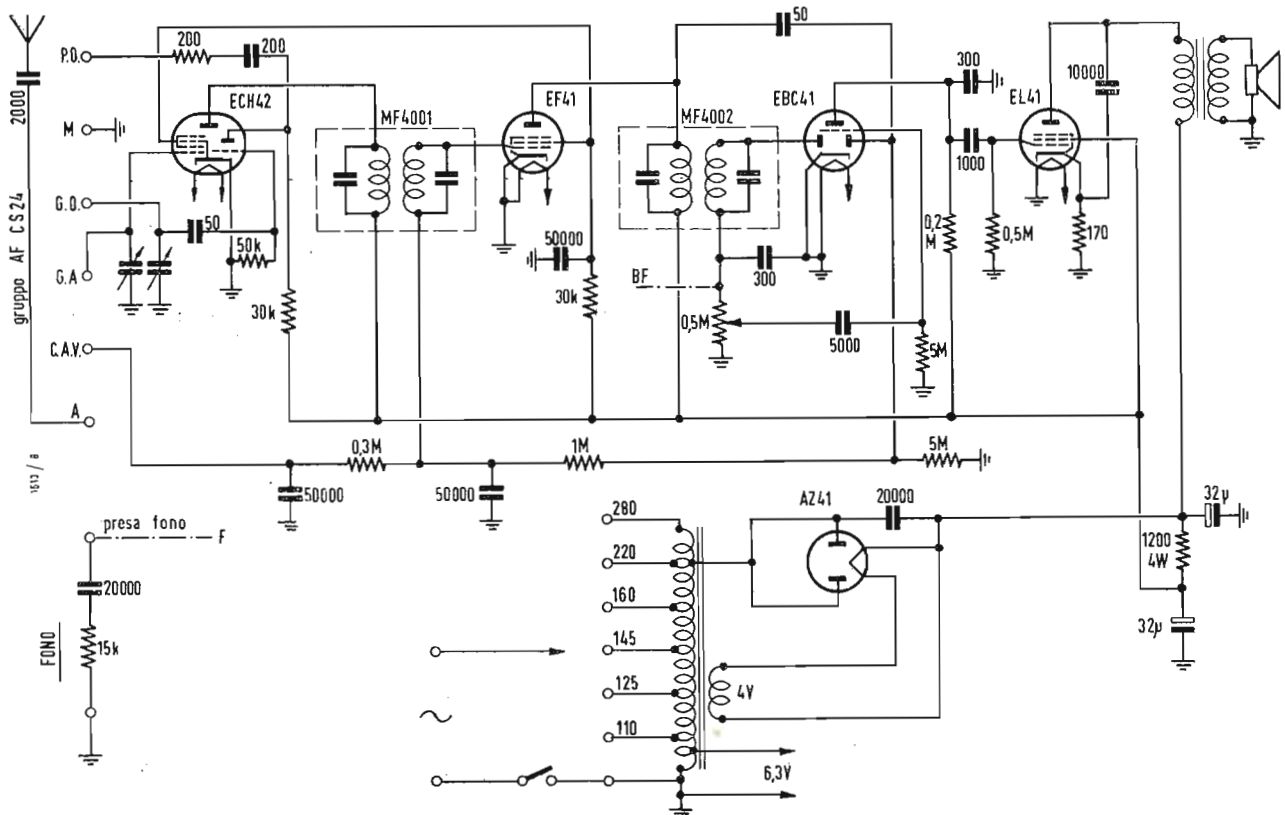 50
P.O.
200
200
2000
ECH42
EF41
EBC41
300
EL41
10000
M
MF4001
MF4002
1000
gruppo AF CS24
G.O.
50
50k
G.A
30k
50000
30k
BF
300
0,5M
5000
5M
0,2
M
0,5M
170
C.A.V.
A
0,3M
1M
5M
50000
50000
presa fono
F
20000
FONO
15k
280
220
160
145
125
110
4V
6,3V
AZ41
20000
32µ
1200
4W
32µ